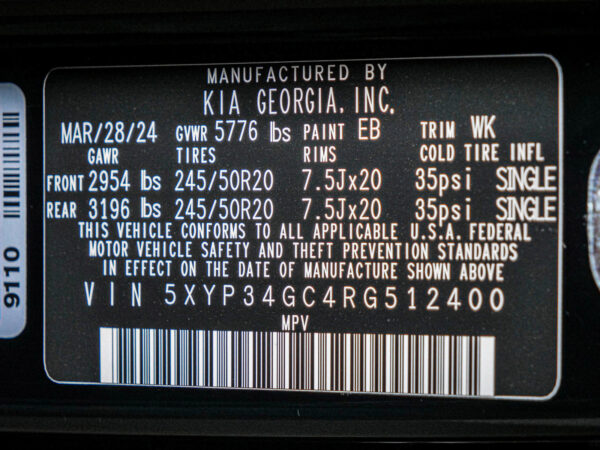 MANUFACTURED BY
KIA GEORGIA, INC.
MAR/28/24 GVWR 5776 lbs PAINT EB TRIM WK
GAWR TIRES RIMS COLD TIRE INFL
FRONT 2954 lbs 245/50R20 7.5Jx20 35psi SINGLE
REAR 3196 lbs 245/50R20 7.5Jx20 35psi SINGLE
THIS VEHICLE CONFORMS TO ALL APPLICABLE U.S.A. FEDERAL
MOTOR VEHICLE SAFETY AND THEFT PREVENTION STANDARDS
IN EFFECT ON THE DATE OF MANUFACTURE SHOWN ABOVE
VIN 5XYP34GC4RG512400
MPV
9110